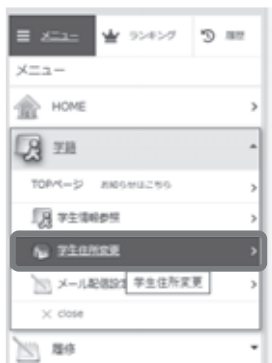 メニュー ランキング 履歴
メニュー
HOME
学籍
TOPページ お知らせはこちら
学生情報参照
学生住所変更
メール配信設定 学生住所変更
× close
履修